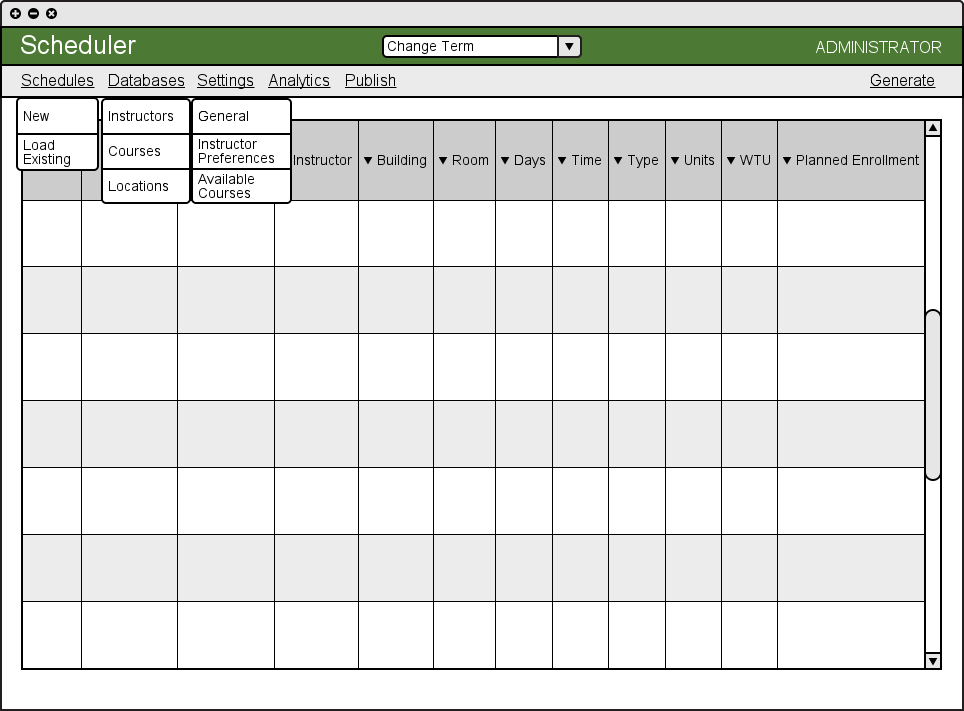 Scheduler
Change Term
ADMINISTRATOR
Schedules Databases Settings Analytics Publish Generate
New
Load
Existing
Instructors
Courses
Locations
General
Instructor
Preferences
Available
Courses
Instructor Building Room Days Time Type Units WTU Planned Enrollment